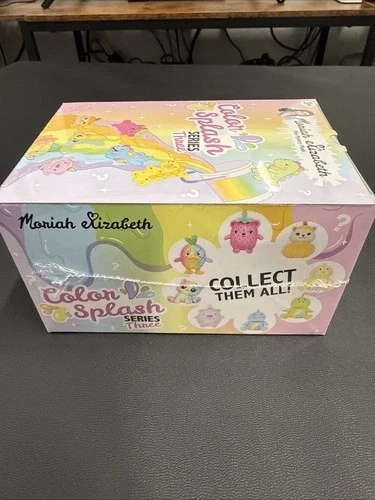 Color
Splash
SERIES
Three
Moriah Elizabeth
Moriah Elizabeth
Color
Splash
SERIES
Three
COLLECT
THEM ALL!